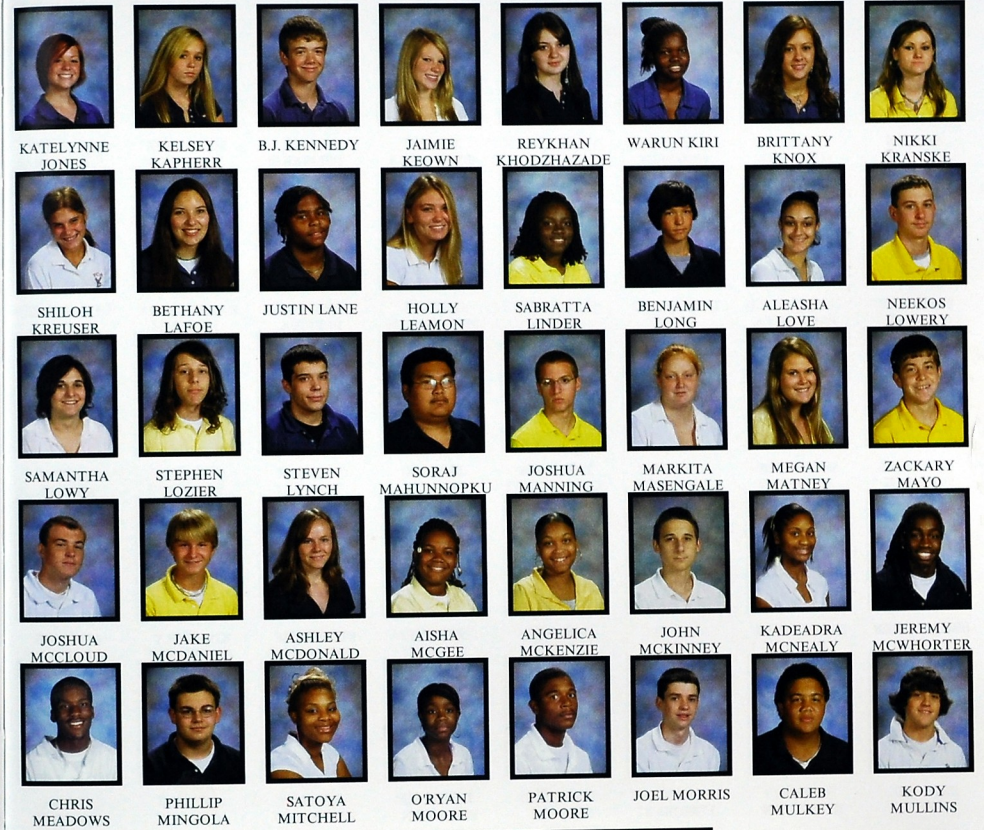 KATELYNNE JONES
KELSEY KAPHERR
B.J. KENNEDY
JAIMIE KEOWN
REYKHAN KHODZHAZADE
WARUN KIRI
BRITTANY KNOX
NIKKI KRANSKE
SHILOH KREUSER
BETHANY LAFOE
JUSTIN LANE
HOLLY LEAMON
SABRATTA LINDER
BENJAMIN LONG
ALEASHA LOVE
NEEKOS LOWERY
SAMANTHA LOWY
STEPHEN LOZIER
STEVEN LYNCH
SORAJ MAHUNNOPKU
JOSHUA MANNING
MARKITA MASENGALE
MEGAN MATNEY
ZACKARY MAYO
JOSHUA MCCLOUD
JAKE MCDANIEL
ASHLEY MCDONALD
AISHA MCGEE
ANGELICA MCKENZIE
JOHN MCKINNEY
KADEADRA MCNEALY
JEREMY MCWHORTER
CHRIS MEADOWS
PHILLIP MINGOLA
SATOYA MITCHELL
O'RYAN MOORE
PATRICK MOORE
JOEL MORRIS
CALEB MULKEY
KODY MULLINS